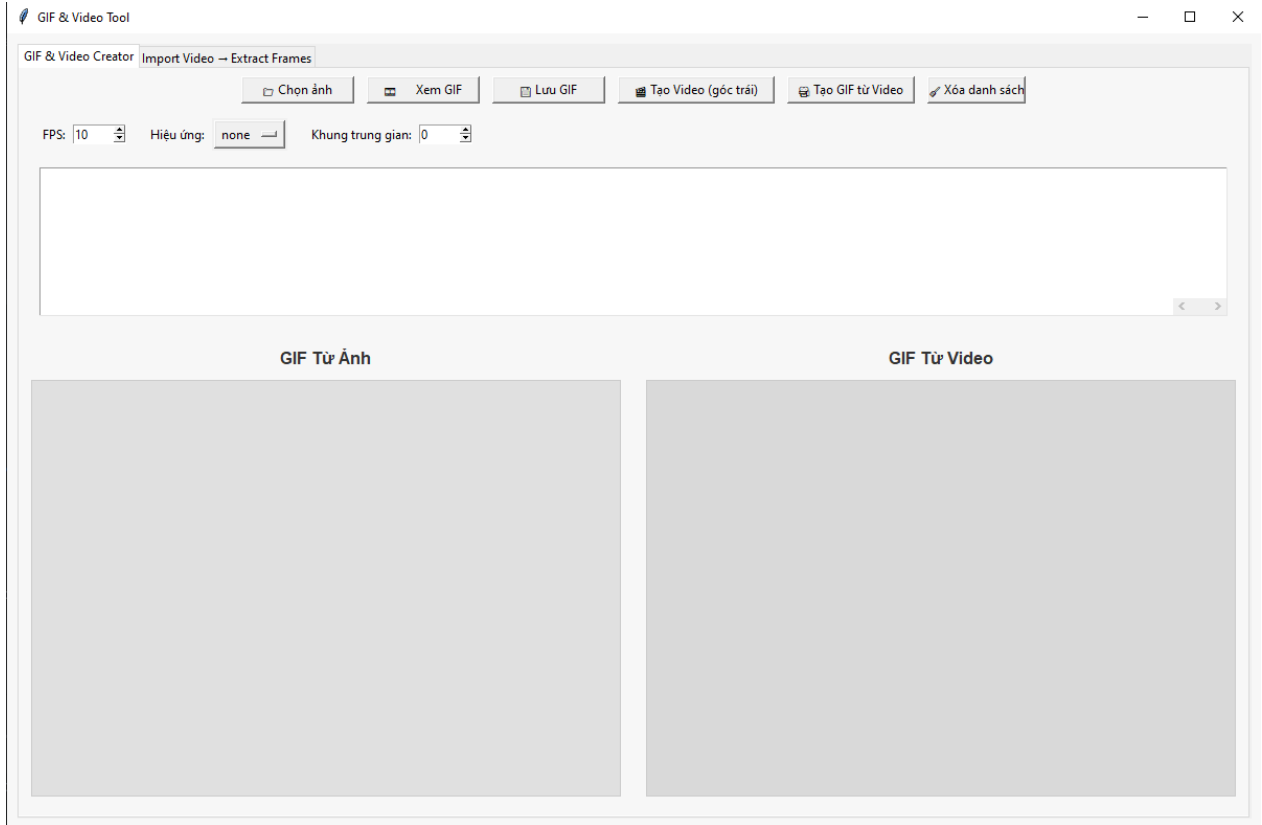 GIF & Video Tool
GIF & Video Creator Import Video → Extract Frames
Chọn ảnh Xem GIF Lưu GIF Tạo Video (góc trái) Tạo GIF từ Video Xóa danh sách
FPS: 10 Hiệu ứng: none Khung trung gian: 0
GIF Từ Ảnh GIF Từ Video